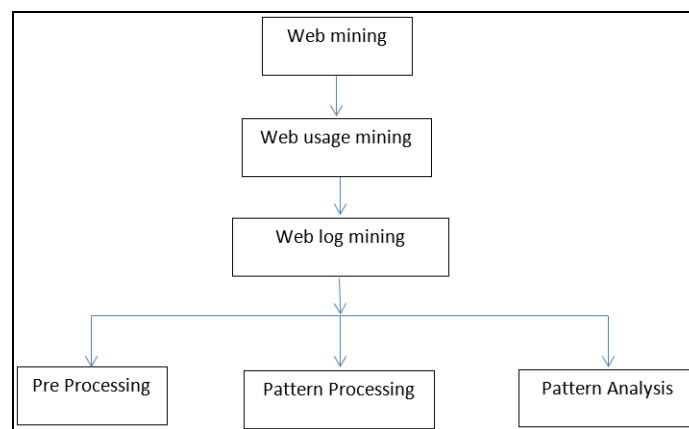 Web mining
Web usage mining
Web log mining
Pre Processing
Pattern Processing
Pattern Analysis